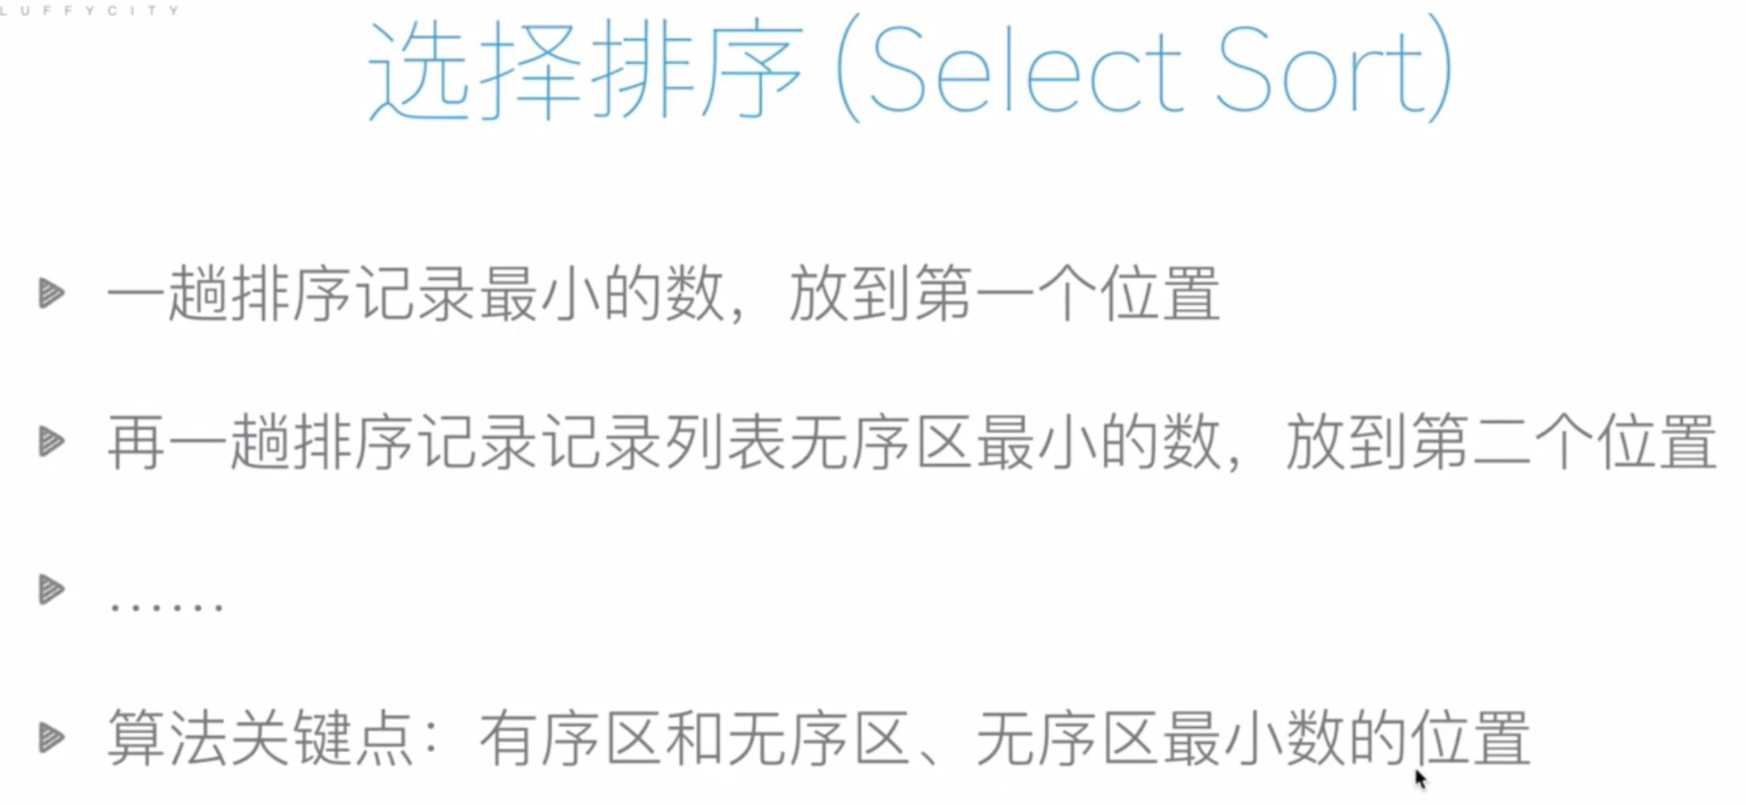 LUFFYCITY
选择排序(Select Sort)
一趟排序记录最小的数，放到第一个位置
再一趟排序记录记录列表无序区最小的数，放到第二个位置
……
算法关键点：有序区和无序区、无序区最小数的位置